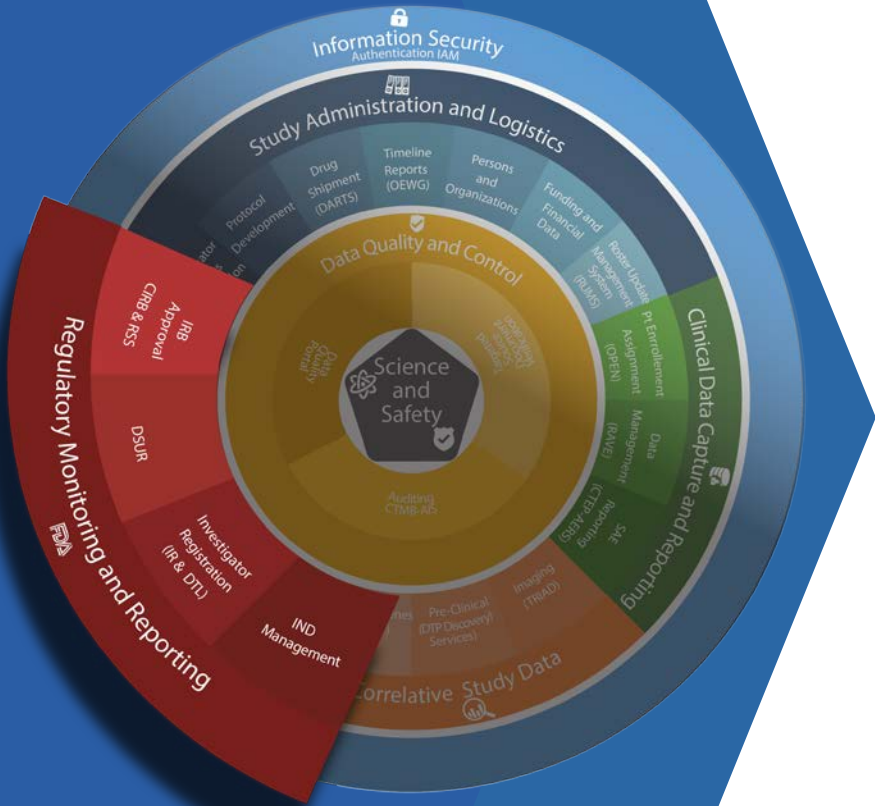 Information Security
Authentication IAM
Study Administration and Logistics
Protocol
Development
Drug
Shipment
(DARTS)
Timeline
Reports
(OEWG)
Persons
and
Organizations
Funding and
Financial
Data
Roster Update
Management
System
(RUMS)
Clinical Data Capture and Reporting
Pt Enrollement
Assignment
(OPEN)
Data
Management
(RAVE)
SAE
Reporting
(CTEP-AERS)
Correlative Study Data
Imaging
(TRIAD)
Pre-Clinical
(DTP Discovery)
Services)
Regulatory Monitoring and Reporting
FDA
IRB
Approval
CIRB & RSS
DSUR
Investigator
Registration
(IR & DTL)
IND
Management
Data Quality and Control
Data
Quality
Portal
Auditing
CTMB-AIS
Science
and
Safety